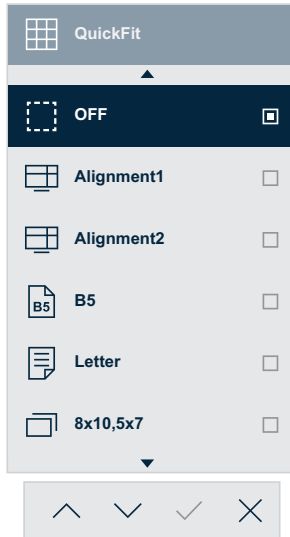 QuickFit
OFF
Alignment1
Alignment2
B5
B5
Letter
8x10,5x7